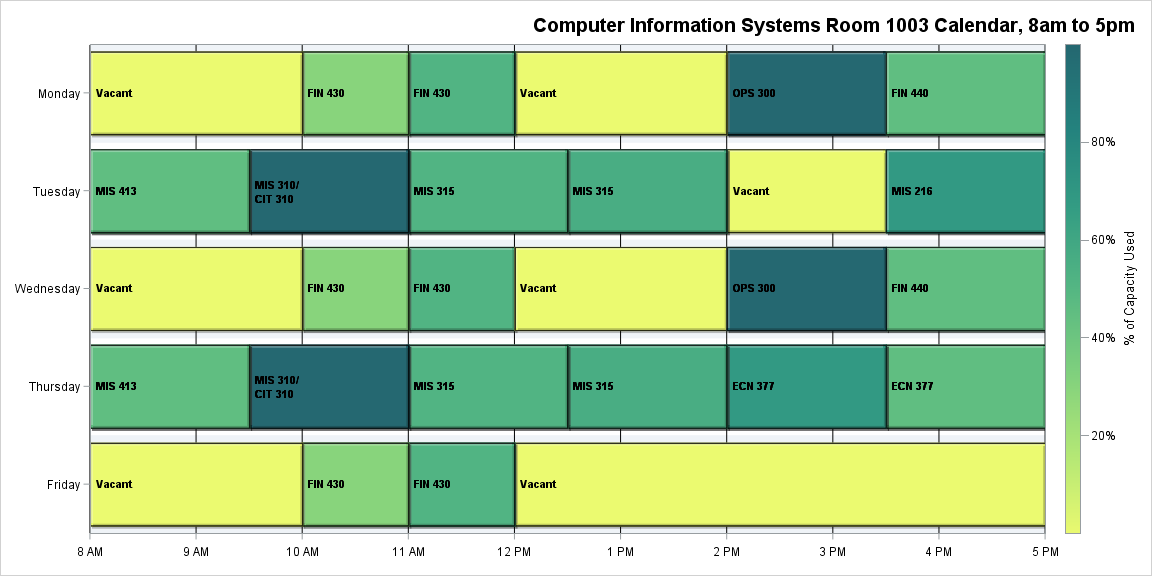 Computer Information Systems Room 1003 Calendar, 8am to 5pm
Monday
Vacant
FIN 430
FIN 430
Vacant
OPS 300
FIN 440
Tuesday
MIS 413
MIS 310/
CIT 310
MIS 315
MIS 315
Vacant
MIS 216
Wednesday
Vacant
FIN 430
FIN 430
Vacant
OPS 300
FIN 440
Thursday
MIS 413
MIS 310/
CIT 310
MIS 315
MIS 315
ECN 377
ECN 377
Friday
Vacant
FIN 430
FIN 430
Vacant
8 AM
9 AM
10 AM
11 AM
12 PM
1 PM
2 PM
3 PM
4 PM
5 PM
80%
60%
40%
20%
% of Capacity Used